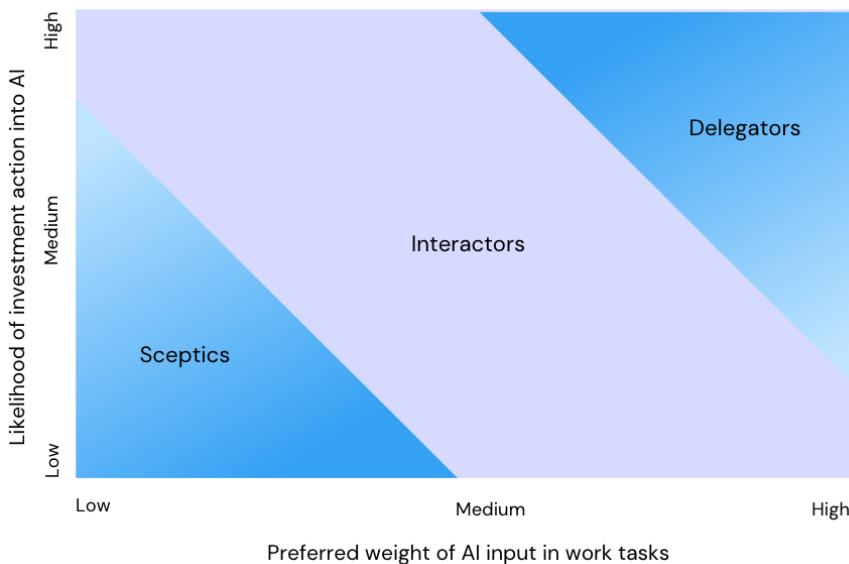 Likelihood of investment action into AI
High
Medium
Low
Delegators
Interactors
Sceptics
Low
Medium
High
Preferred weight of AI input in work tasks